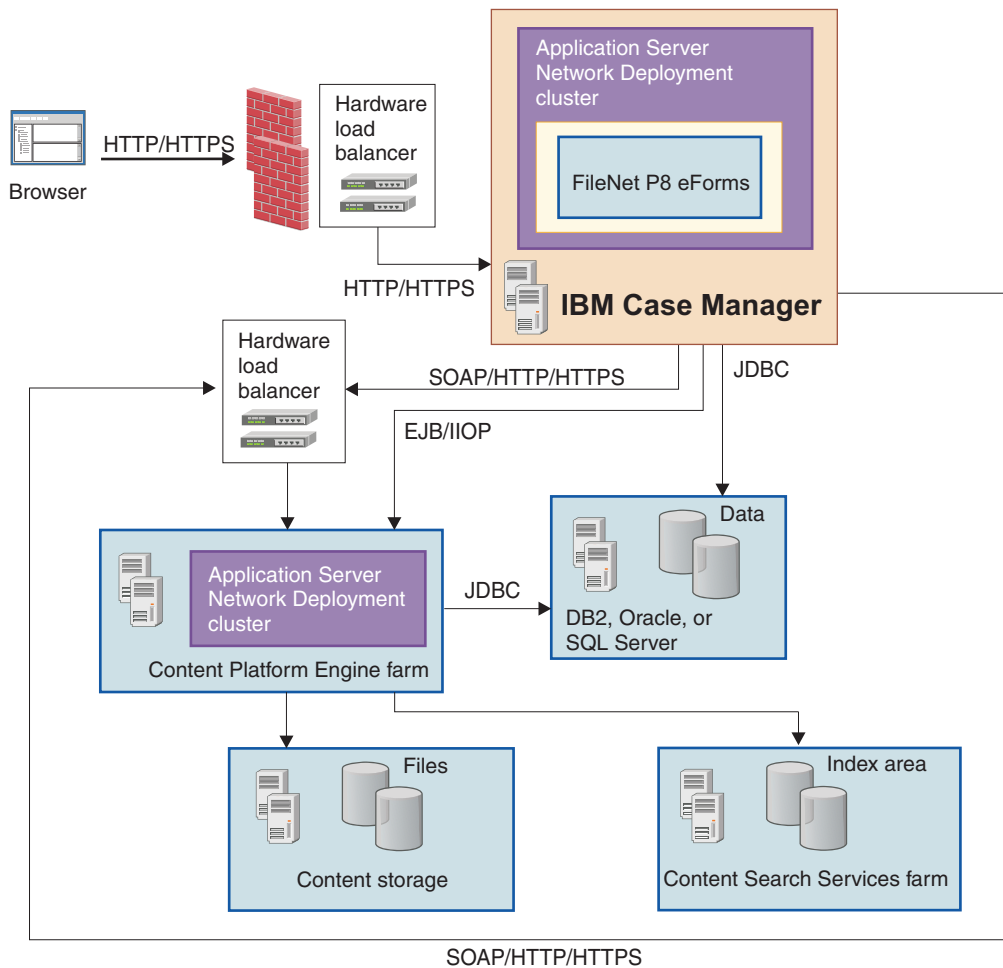 Application Server
Network Deployment
cluster
FileNet P8 eForms
IBM Case Manager
Hardware
load
balancer
HTTP/HTTPS
Browser
HTTP/HTTPS
Hardware
load
balancer
SOAP/HTTP/HTTPS
JDBC
EJB/IIOP
Data
DB2, Oracle, or
SQL Server
Application Server
Network Deployment
cluster
JDBC
Content Platform Engine farm
Files
Content storage
Index area
Content Search Services farm
SOAP/HTTP/HTTPS